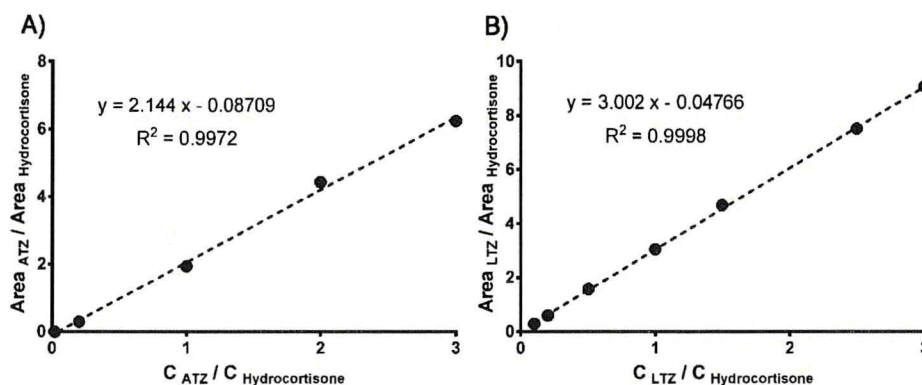 A)
Area ATZ / Area Hydrocortisone
8
6
4
2
0
y = 2.144 x - 0.08709
R2 = 0.9972
0 1 2 3
C ATZ / C Hydrocortisone
B)
Area LTZ / Area Hydrocortisone
10
8
6
4
2
0
y = 3.002 x - 0.04766
R2 = 0.9998
0 1 2 3
C LTZ / C Hydrocortisone